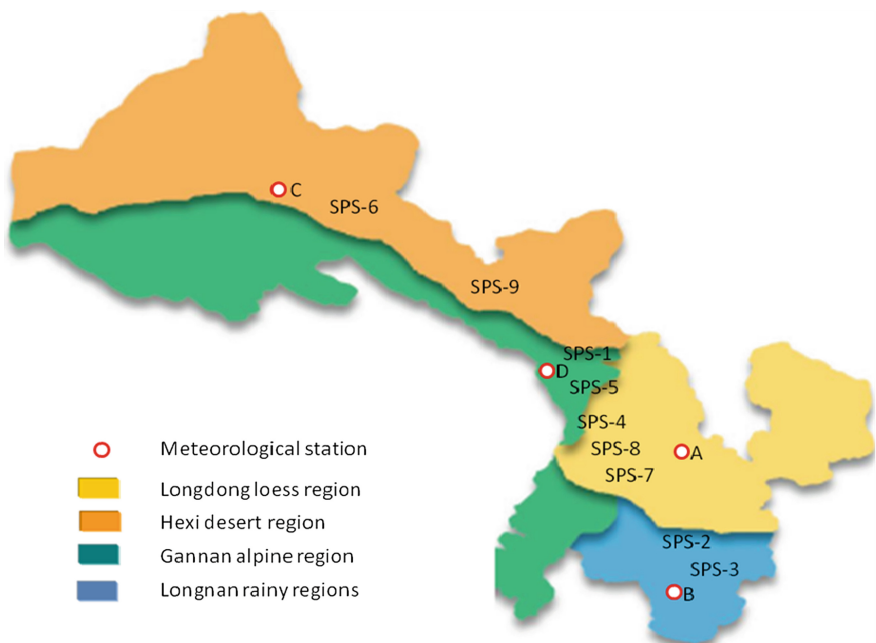 C
SPS-6
SPS-9
SPS-1
D
SPS-5
SPS-4
SPS-8
A
SPS-7
SPS-2
SPS-3
B
Meteorological station
Longdong loess region
Hexi desert region
Gannan alpine region
Longnan rainy regions